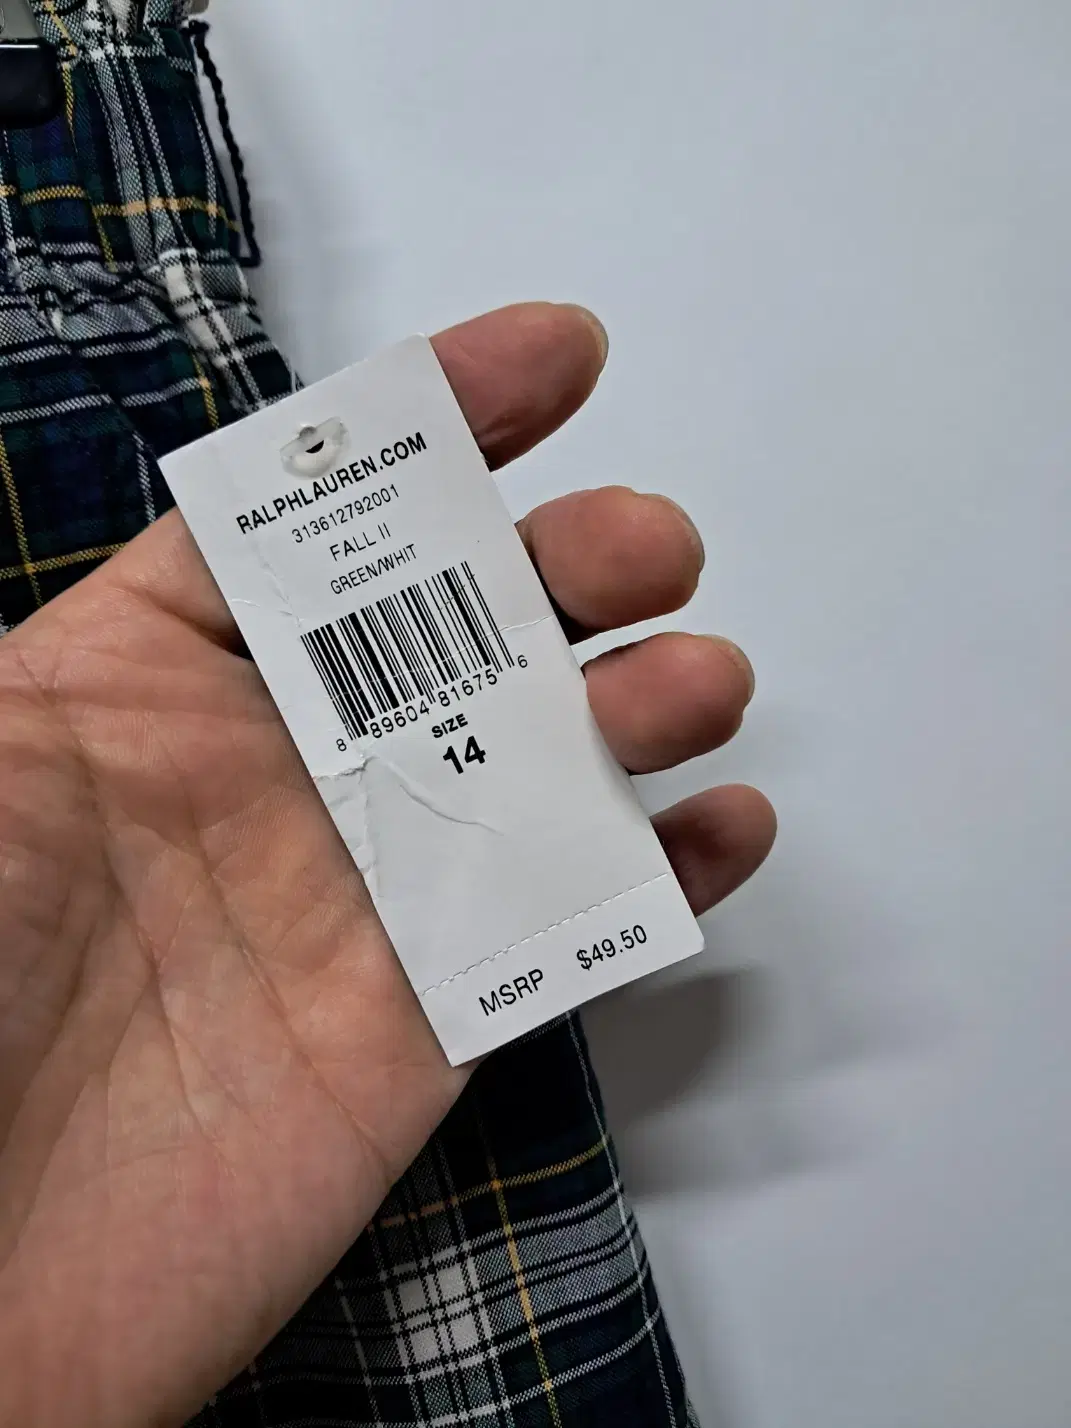 RALPHLAUREN.COM
313612792001
FALL II
GREEN/WHIT
8 89604 81675 6
SIZE
14
MSRP $49.50